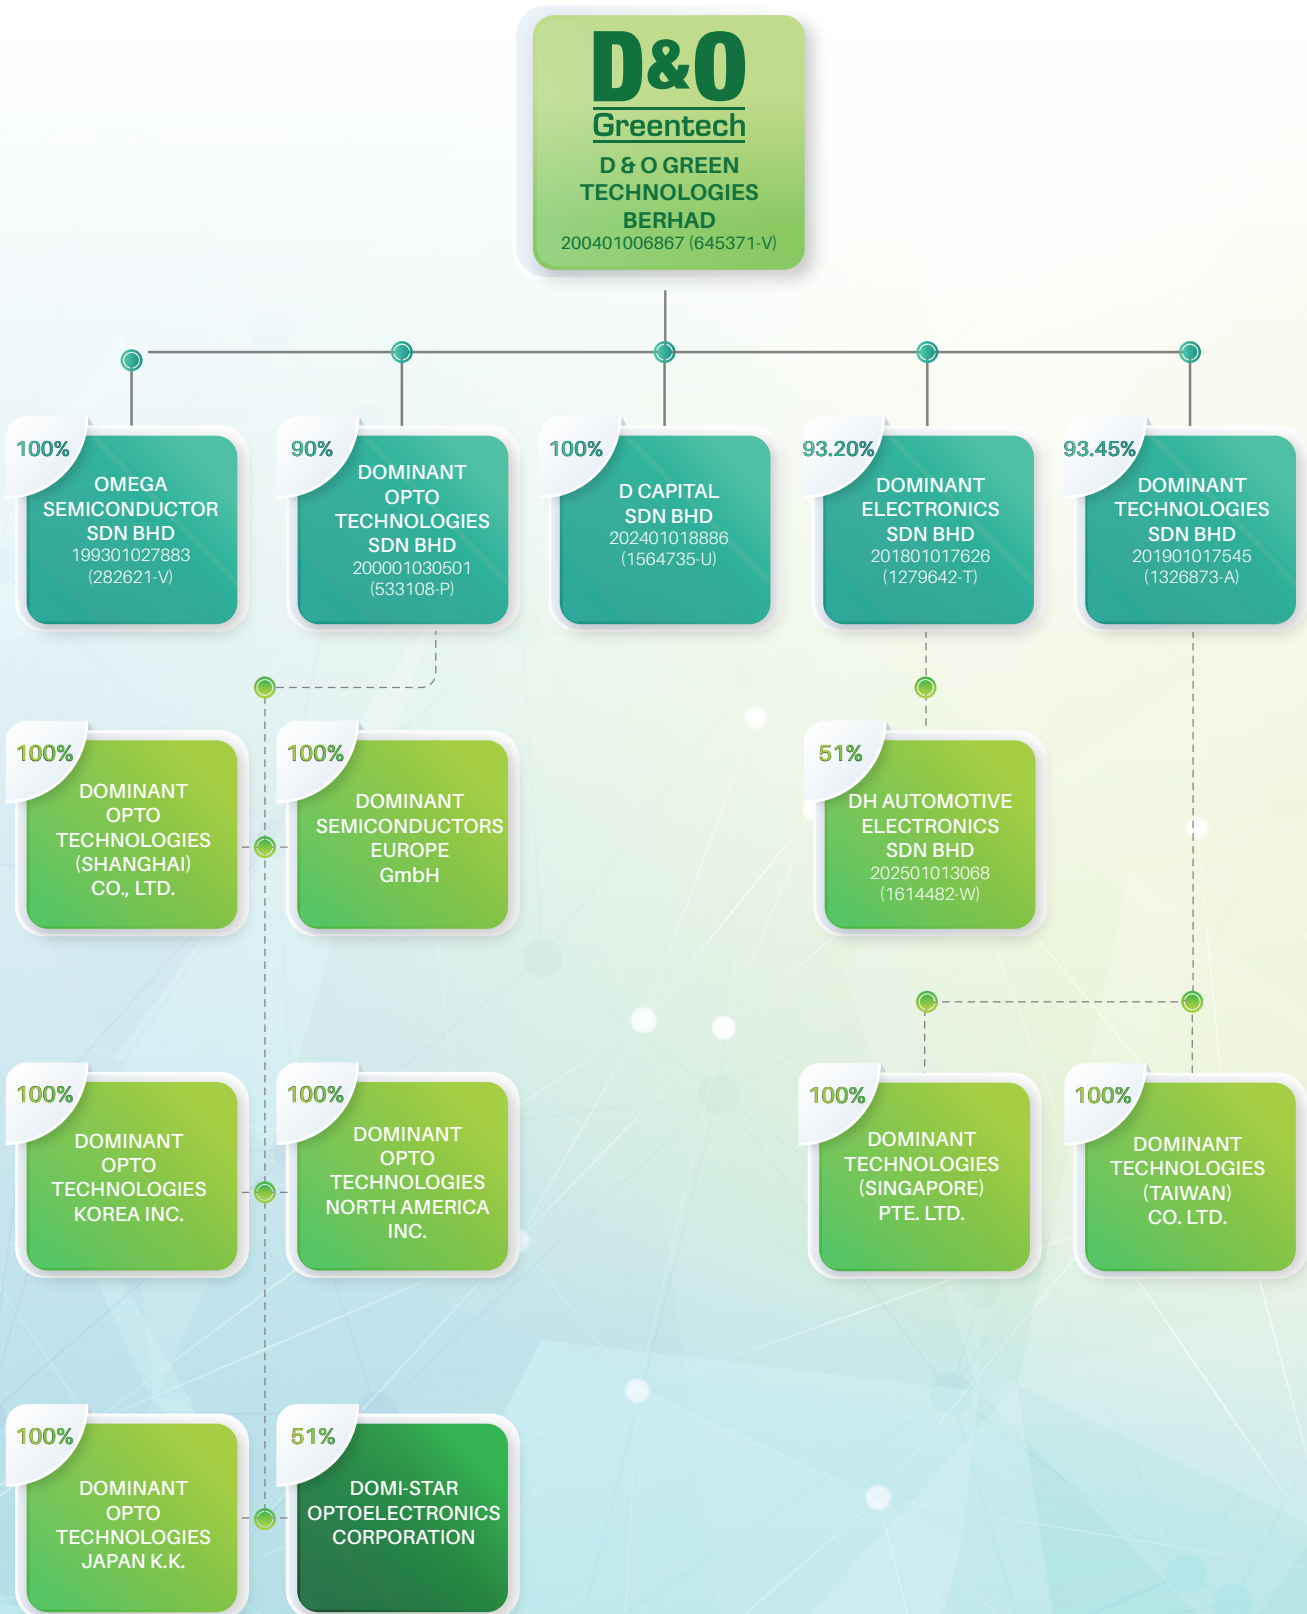 D&O
Greentech
D & O GREEN
TECHNOLOGIES
BERHAD
200401006867 (645371-V)
100%
OMEGA
SEMICONDUCTOR
SDN BHD
199301027883
(282621-V)
90%
DOMINANT
OPTO
TECHNOLOGIES
SDN BHD
200001030501
(533108-P)
100%
D CAPITAL
SDN BHD
202401018886
(1564735-U)
93.20%
DOMINANT
ELECTRONICS
SDN BHD
201801017626
(1279642-T)
93.45%
DOMINANT
TECHNOLOGIES
SDN BHD
201901017545
(1326873-A)
100%
DOMINANT
OPTO
TECHNOLOGIES
(SHANGHAI)
CO., LTD.
100%
DOMINANT
SEMICONDUCTORS
EUROPE
GmbH
51%
DH AUTOMOTIVE
ELECTRONICS
SDN BHD
202501013068
(1614482-W)
100%
DOMINANT
OPTO
TECHNOLOGIES
KOREA INC.
100%
DOMINANT
OPTO
TECHNOLOGIES
NORTH AMERICA
INC.
100%
DOMINANT
TECHNOLOGIES
(SINGAPORE)
PTE. LTD.
100%
DOMINANT
TECHNOLOGIES
(TAIWAN)
CO. LTD.
100%
DOMINANT
OPTO
TECHNOLOGIES
JAPAN K.K.
51%
DOMI-STAR
OPTOELECTRONICS
CORPORATION